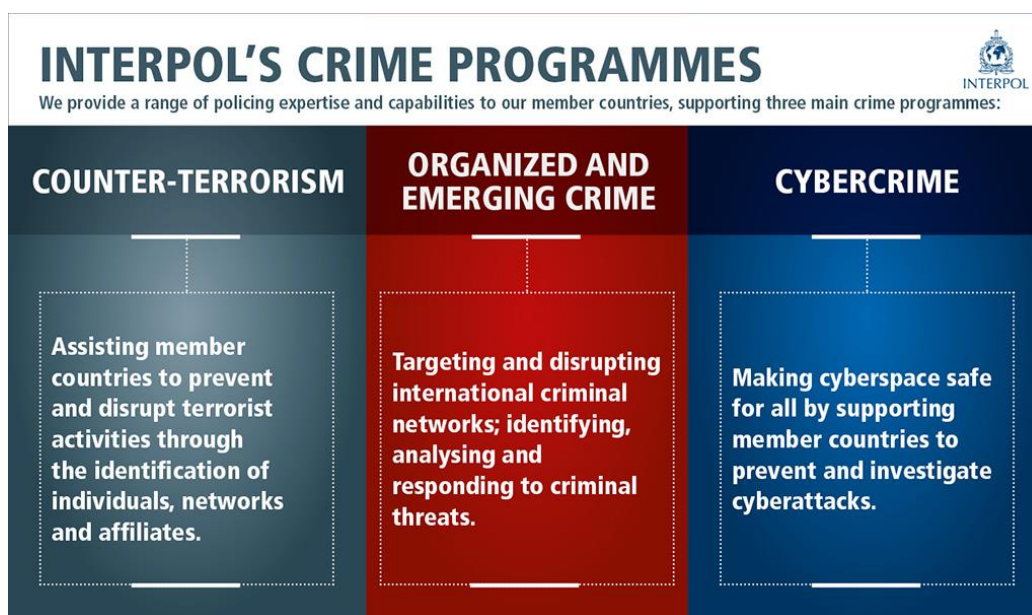 INTERPOL'S CRIME PROGRAMMES
INTERPOL
We provide a range of policing expertise and capabilities to our member countries, supporting three main crime programmes:
COUNTER-TERRORISM
Assisting member
countries to prevent
and disrupt terrorist
activities through
the identification of
individuals, networks
and affiliates.
ORGANIZED AND
EMERGING CRIME
Targeting and disrupting
international criminal
networks; identifying,
analysing and
responding to criminal
threats.
CYBERCRIME
Making cyberspace safe
for all by supporting
member countries to
prevent and investigate
cyberattacks.